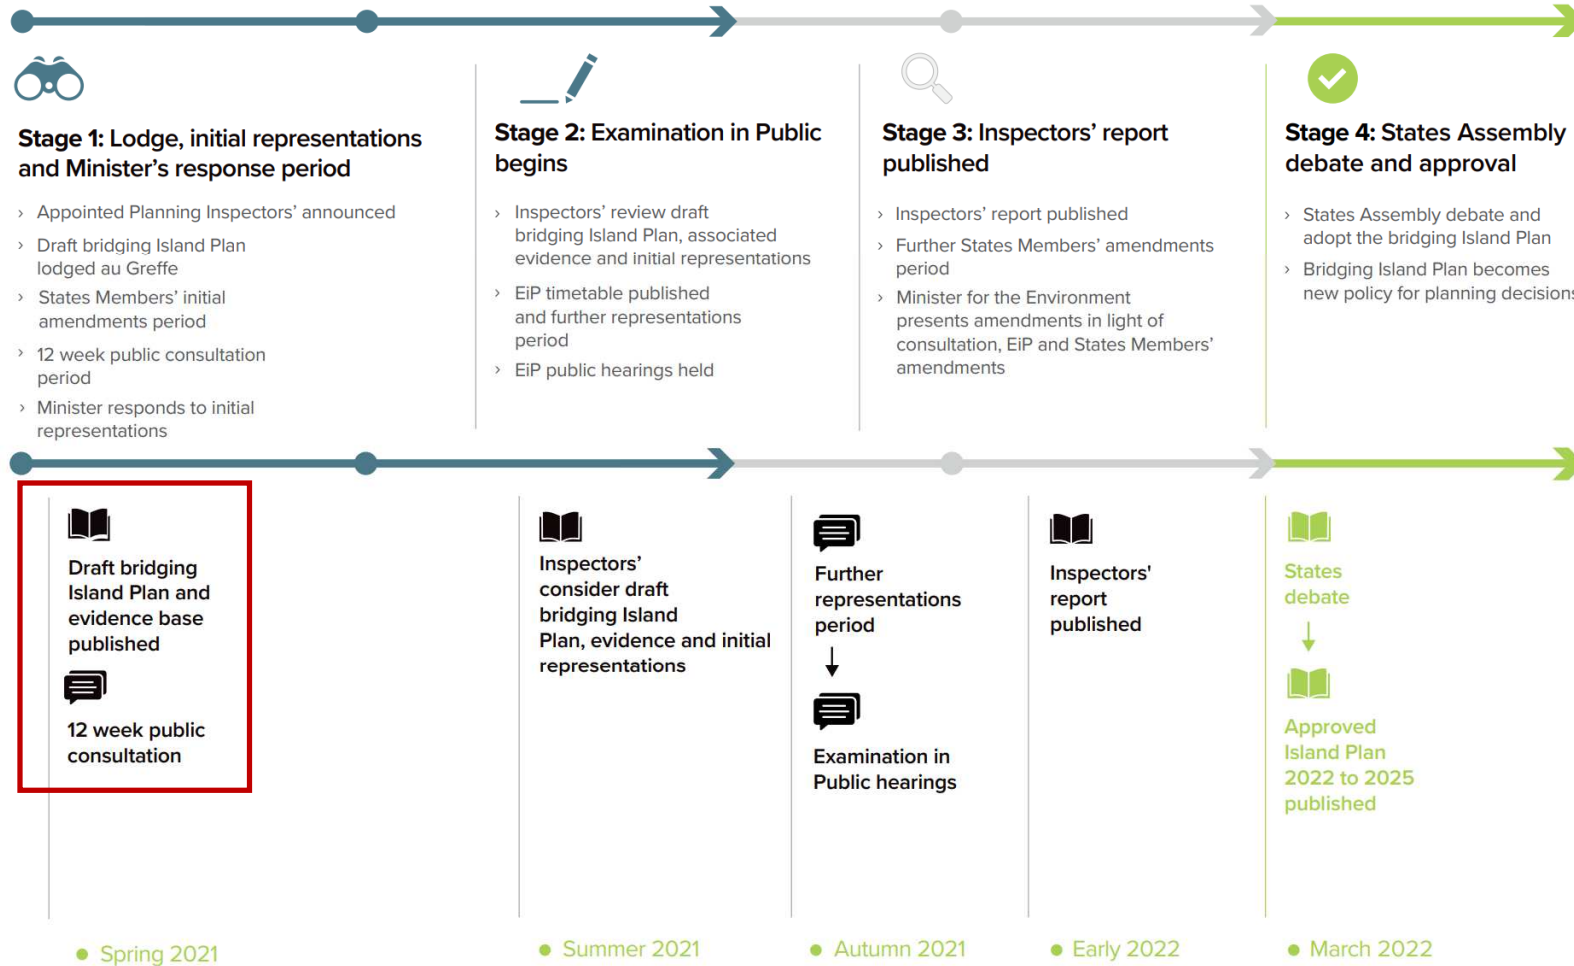 Stage 1: Lodge, initial representations
and Minister's response period
› Appointed Planning Inspectors' announced
› Draft bridging Island Plan
lodged au Greffe
› States Members' initial
amendments period
› 12 week public consultation
period
› Minister responds to initial
representations
Stage 2: Examination in Public
begins
› Inspectors' review draft
bridging Island Plan, associated
evidence and initial representations
› EiP timetable published
and further representations
period
› EiP public hearings held
Stage 3: Inspectors' report
published
› Inspectors' report published
› Further States Members' amendments
period
› Minister for the Environment
presents amendments in light of
consultation, EiP and States Members'
amendments
Stage 4: States Assembly
debate and approval
› States Assembly debate and
adopt the bridging Island Plan
› Bridging Island Plan becomes
new policy for planning decisions
Draft bridging
Island Plan and
evidence base
published
12 week public
consultation
Inspectors'
consider draft
bridging Island
Plan, evidence and initial
representations
Further
representations
period
Examination in
Public hearings
Inspectors'
report
published
States
debate
Approved
Island Plan
2022 to 2025
published
Spring 2021
Summer 2021
Autumn 2021
Early 2022
March 2022